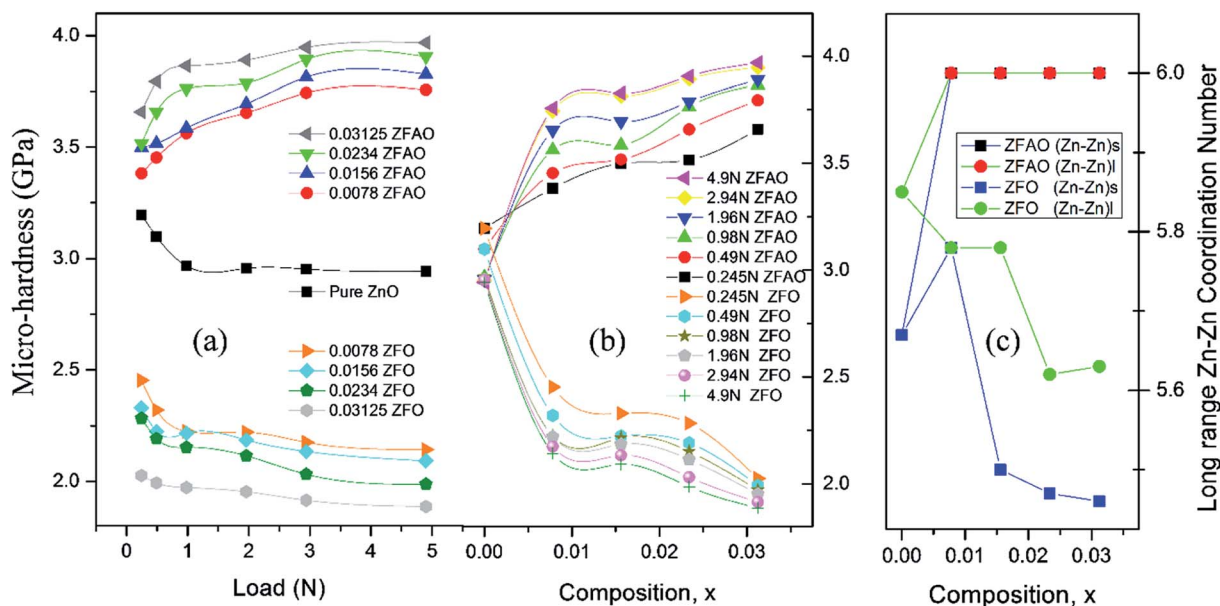 Micro-hardness (GPa)
4.0
3.5
3.0
2.5
2.0
0.03125 ZFAO
0.0234 ZFAO
0.0156 ZFAO
0.0078 ZFAO
Pure ZnO
(a)
0.0078 ZFO
0.0156 ZFO
0.0234 ZFO
0.03125 ZFO
0 1 2 3 4 5
Load (N)
4.9N ZFAO
2.94N ZFAO
1.96N ZFAO
0.98N ZFAO
0.49N ZFAO
0.245N ZFAO
0.245N ZFO
0.49N ZFO
0.98N ZFO
1.96N ZFO
2.94N ZFO
4.9N ZFO
(b)
4.0
3.5
3.0
2.5
2.0
0.00 0.01 0.02 0.03
Composition, x
ZFAO (Zn-Zn)s
ZFAO (Zn-Zn)l
ZFO (Zn-Zn)s
ZFO (Zn-Zn)l
(c)
6.0
5.8
5.6
0.00 0.01 0.02 0.03
Composition, x
Long range Zn-Zn Coordination Number